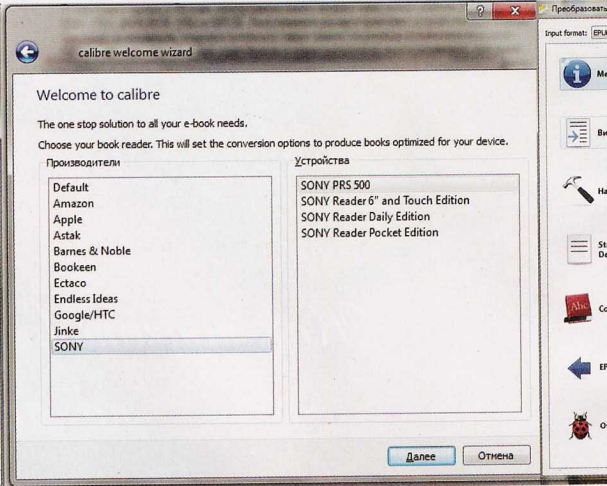 calibre welcome wizard
Welcome to calibre
The one stop solution to all your e-book needs.
Choose your book reader. This will set the conversion options to produce books optimized for your device.
Производители
Default
Amazon
Apple
Astak
Barnes & Noble
Bookeen
Ectaco
Endless Ideas
Google/HTC
Jinke
SONY
Устройства
SONY PRS 500
SONY Reader 6" and Touch Edition
SONY Reader Daily Edition
SONY Reader Pocket Edition
Далее
Отмена
Преобразовать
Input format:
Abc